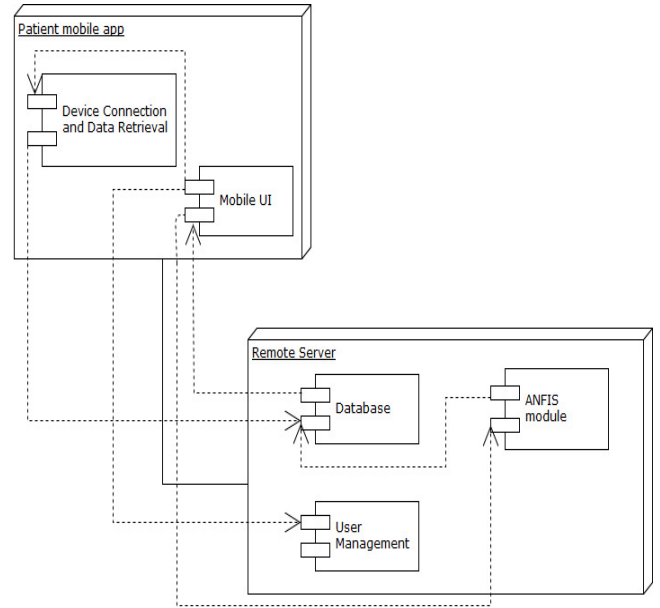 Patient mobile app
Device Connection
and Data Retrieval
Mobile UI
Remote Server
Database
ANFIS
module
User
Management